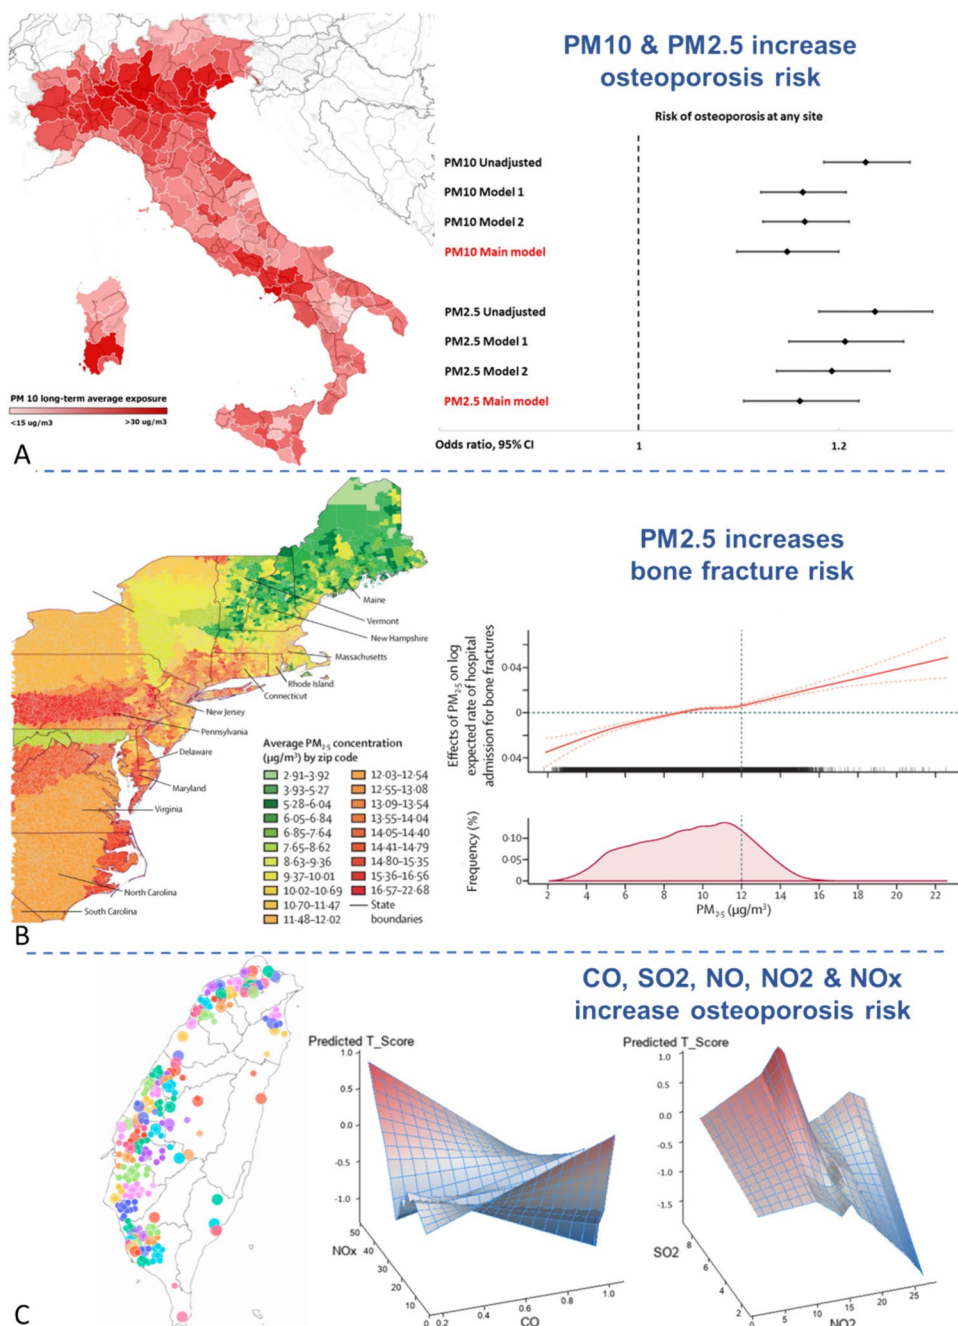 PM10 & PM2.5 increase
osteoporosis risk
Risk of osteoporosis at any site
PM10 Unadjusted
PM10 Model 1
PM10 Model 2
PM10 Main model
PM2.5 Unadjusted
PM2.5 Model 1
PM2.5 Model 2
PM2.5 Main model
Odds ratio, 95% CI
1
1.2
PM 10 long-term average exposure
<15 ug/m3
>30 ug/m3
A
PM2.5 increases
bone fracture risk
Maine
Vermont
New Hampshire
Massachusetts
Rhode Island
Connecticut
New Jersey
Pennsylvania
Delaware
Maryland
Virginia
North Carolina
South Carolina
Average PM2·5 concentration
(µg/m³) by zip code
2·91–3·92
3·93–5·27
5·28–6·04
6·05–6·84
6·85–7·64
7·65–8·62
8·63–9·36
9·37–10·01
10·02–10·69
10·70–11·47
11·48–12·02
12·03–12·54
12·55–13·08
13·09–13·54
13·55–14·04
14·05–14·40
14·41–14·79
14·80–15·35
15·36–16·56
16·57–22·68
State
boundaries
Effects of PM2·5 on log
expected rate of hospital
admission for bone fractures
0·04
0
0·04
Frequency (%)
0·10
0·05
0
2 4 6 8 10 12 14 16 18 20 22
PM2·5 (µg/m³)
B
CO, SO2, NO, NO2 & NOx
increase osteoporosis risk
Predicted T_Score
1.0
0.5
0.0
-0.5
-1.0
50
40
30
20
10
0
NOx
0.2 0.4 0.6 0.8 1.0
CO
Predicted T_Score
1.0
0.5
0.0
-0.5
-1.0
-1.5
8
6
4
2
SO2
0 5 10 15 20 25
NO2
C